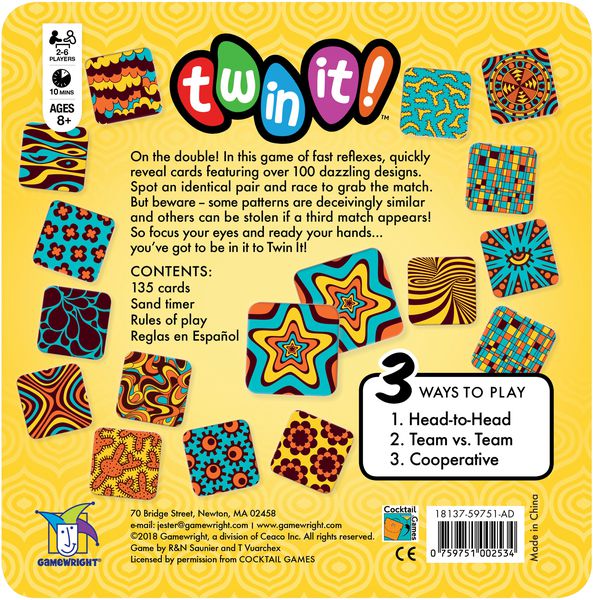 2-6
PLAYERS
10 MINS
AGES
8+
twin it!
TM
On the double! In this game of fast reflexes, quickly
reveal cards featuring over 100 dazzling designs.
Spot an identical pair and race to grab the match.
But beware – some patterns are deceivingly similar
and others can be stolen if a third match appears!
So focus your eyes and ready your hands...
you've got to be in it to Twin It!
CONTENTS:
135 cards
Sand timer
Rules of play
Reglas en Español
3 WAYS TO PLAY
1. Head-to-Head
2. Team vs. Team
3. Cooperative
GAMEWRIGHT®
70 Bridge Street, Newton, MA 02458
e-mail: jester@gamewright.com | www.gamewright.com
©2018 Gamewright, a division of Ceaco Inc. All rights reserved.
Game by R&N Saunier and T Vuarchex
Licensed by permission from COCKTAIL GAMES
Cocktail
Games
CE
18137-59751-AD
0 759751 002534
Made in China